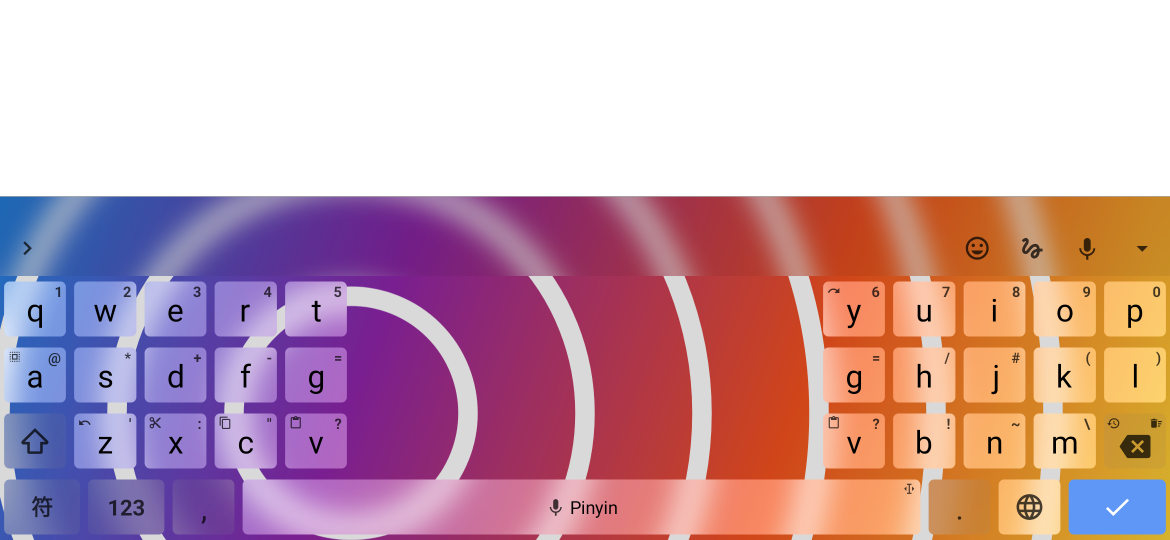 1 2 3 4 5 6 7 8 9 0
q w e r t y u i o p
@ * + - = = / # ( )
a s d f g g h j k l
' : " ? ? ! ~ \
z x c v v b n m
符 123 , Pinyin .